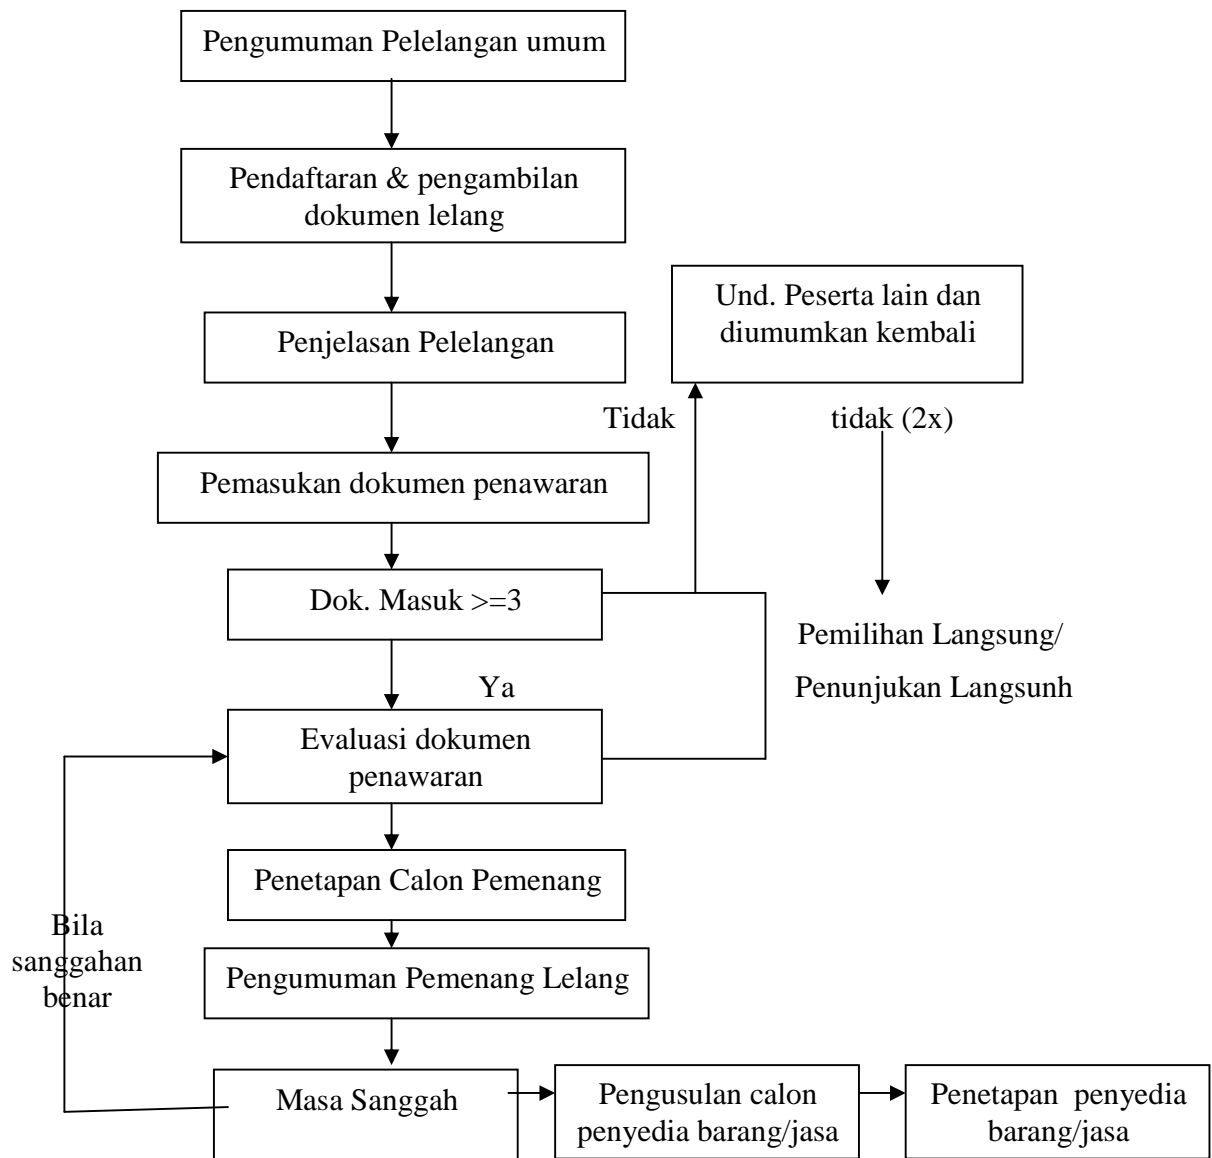 Pengumuman Pelelangan umum
Pendaftaran & pengambilan
dokumen lelang
Penjelasan Pelelangan
Und. Peserta lain dan
diumumkan kembali
Tidak
tidak (2x)
Pemasukan dokumen penawaran
Dok. Masuk >=3
Pemilihan Langsung/
Penunjukan Langsunh
Ya
Evaluasi dokumen
penawaran
Penetapan Calon Pemenang
Bila
sanggahan
benar
Pengumuman Pemenang Lelang
Masa Sanggah
Pengusulan calon
penyedia barang/jasa
Penetapan penyedia
barang/jasa